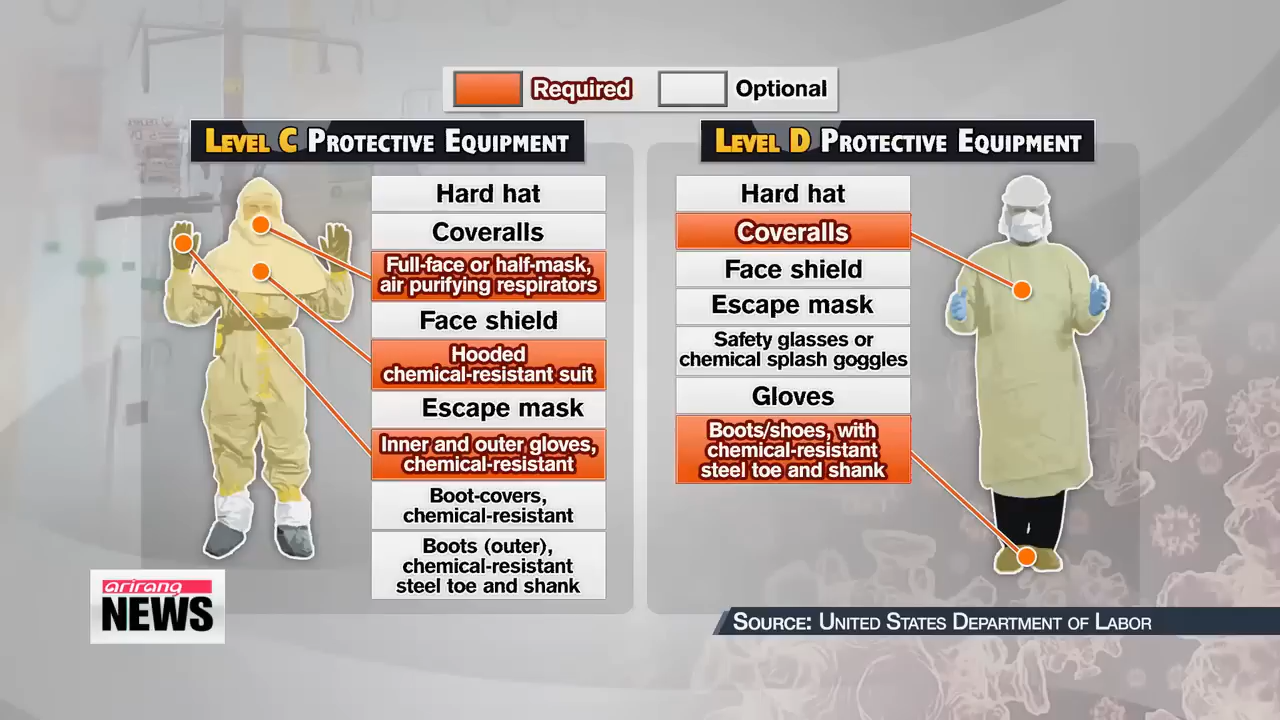 Required
Optional
LEVEL C PROTECTIVE EQUIPMENT
Hard hat
Coveralls
Full-face or half-mask,
air purifying respirators
Face shield
Hooded
chemical-resistant suit
Escape mask
Inner and outer gloves,
chemical-resistant
Boot-covers,
chemical-resistant
Boots (outer),
chemical-resistant
steel toe and shank
LEVEL D PROTECTIVE EQUIPMENT
Hard hat
Coveralls
Face shield
Escape mask
Safety glasses or
chemical splash goggles
Gloves
Boots/shoes, with
chemical-resistant
steel toe and shank
arirang
NEWS
SOURCE: UNITED STATES DEPARTMENT OF LABOR